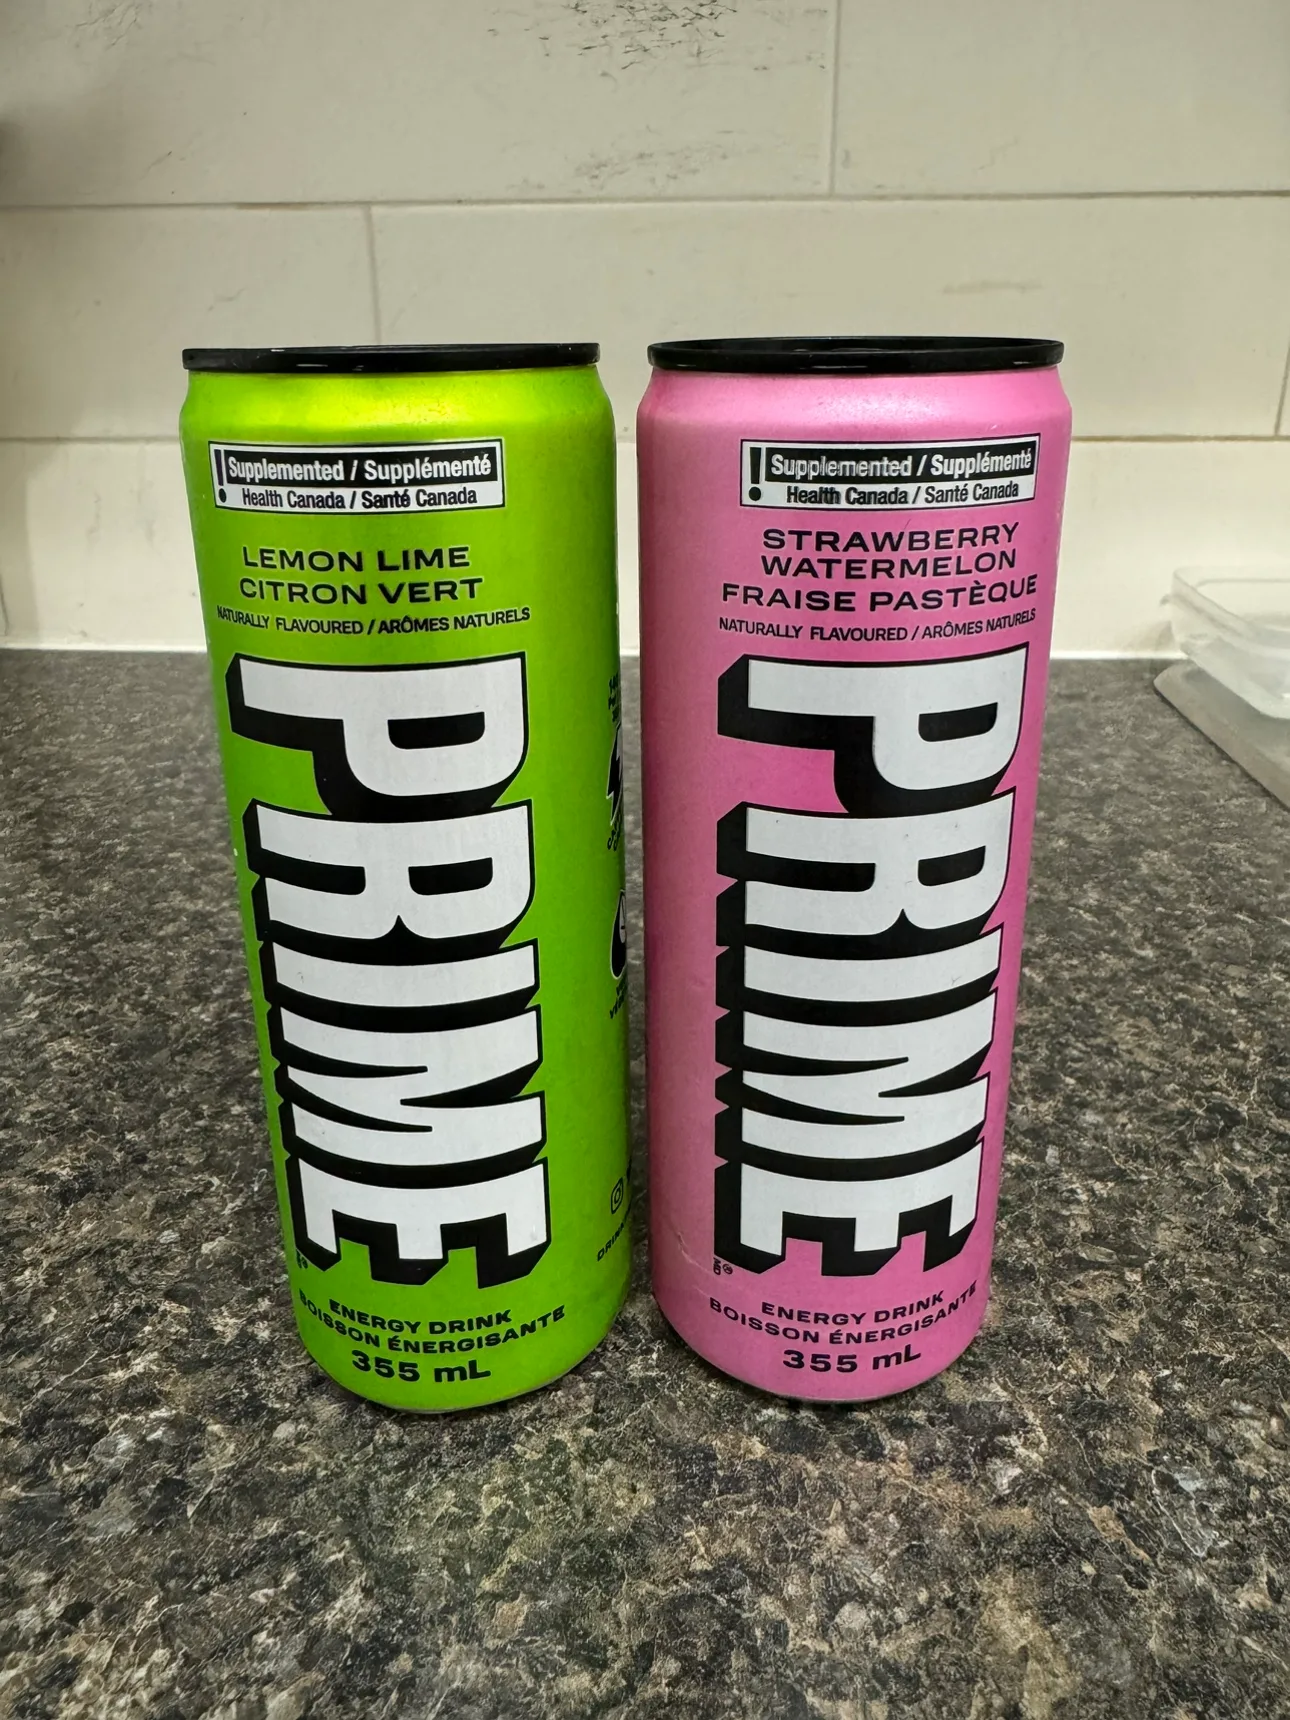 ! Supplemented / Supplémenté
Health Canada / Santé Canada
LEMON LIME
CITRON VERT
NATURALLY FLAVOURED / ARÔMES NATURELS
PRIME
ENERGY DRINK
BOISSON ÉNERGISANTE
355 mL
! Supplemented / Supplémenté
Health Canada / Santé Canada
STRAWBERRY
WATERMELON
FRAISE PASTÈQUE
NATURALLY FLAVOURED / ARÔMES NATURELS
PRIME
ENERGY DRINK
BOISSON ÉNERGISANTE
355 mL